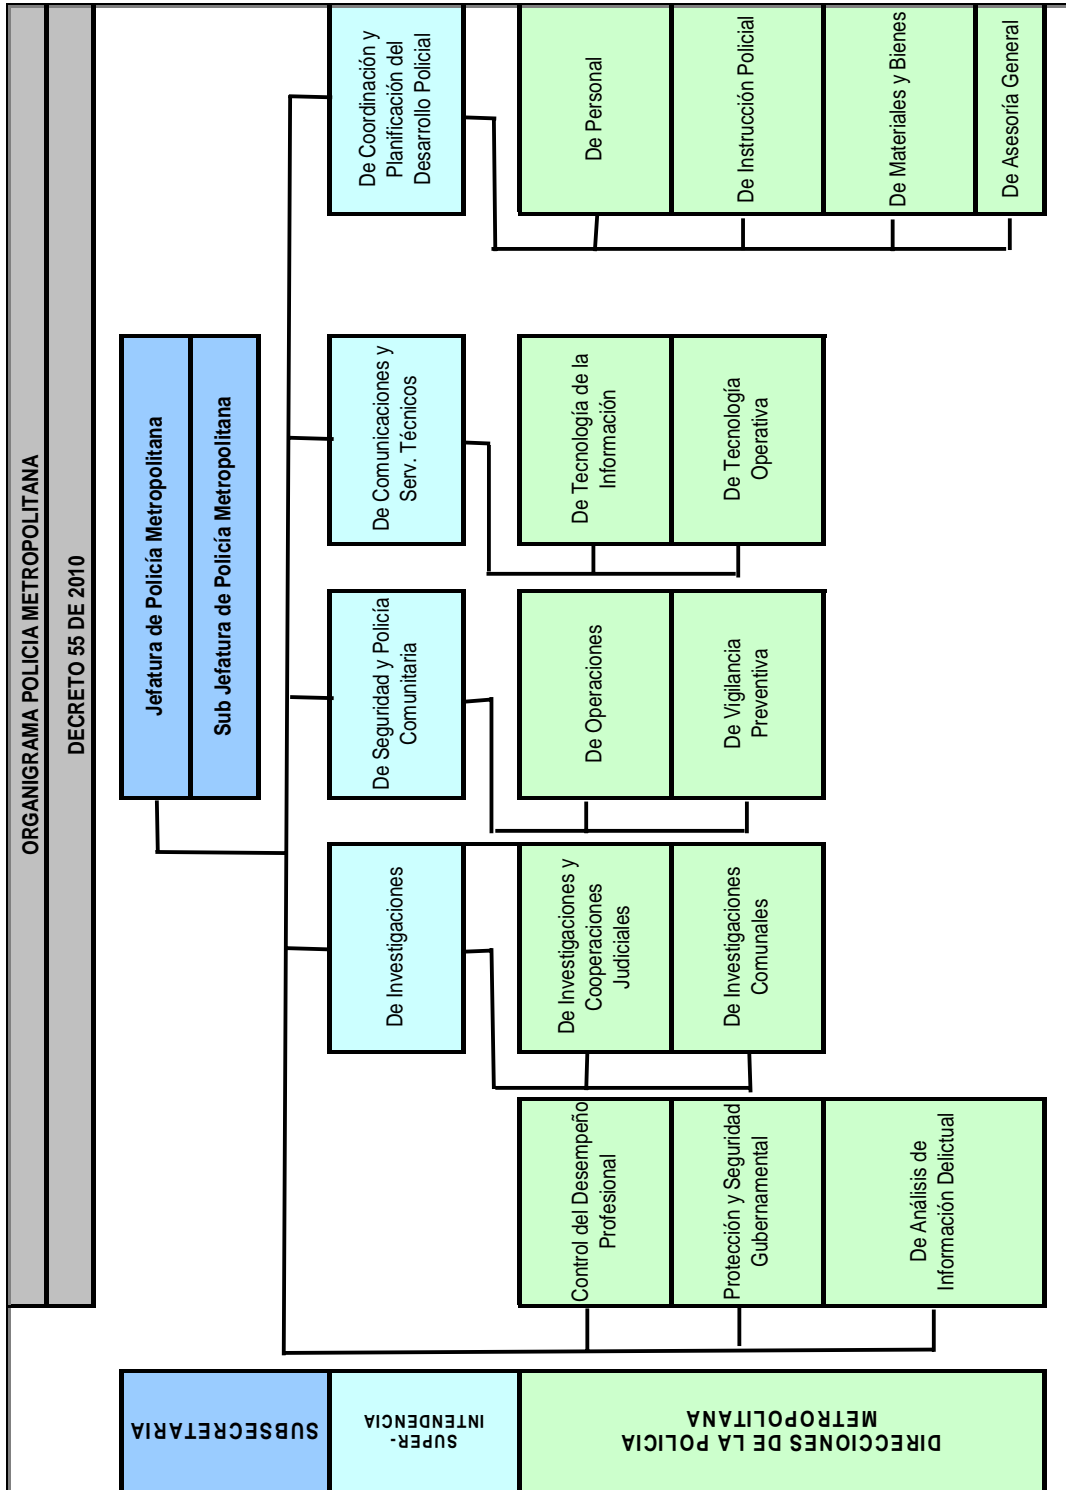 ORGANIGRAMA POLICIA METROPOLITANA
DECRETO 55 DE 2010
SUBSECRETARIA
Jefatura de Policía Metropolitana
Sub Jefatura de Policía Metropolitana
SUPER-
INTENDENCIA
De Investigaciones
De Seguridad y Policía
Comunitaria
De Comunicaciones y
Serv. Técnicos
De Coordinación y
Planificación del
Desarrollo Policial
DIRECCIONES DE LA POLICIA
METROPOLITANA
Control del Desempeño
Profesional
Protección y Seguridad
Gubernamental
De Análisis de
Información Delictual
De Investigaciones y
Cooperaciones
Judiciales
De Investigaciones
Comunales
De Operaciones
De Vigilancia
Preventiva
De Tecnología de la
Información
De Tecnología
Operativa
De Personal
De Instrucción Policial
De Materiales y Bienes
De Asesoría General